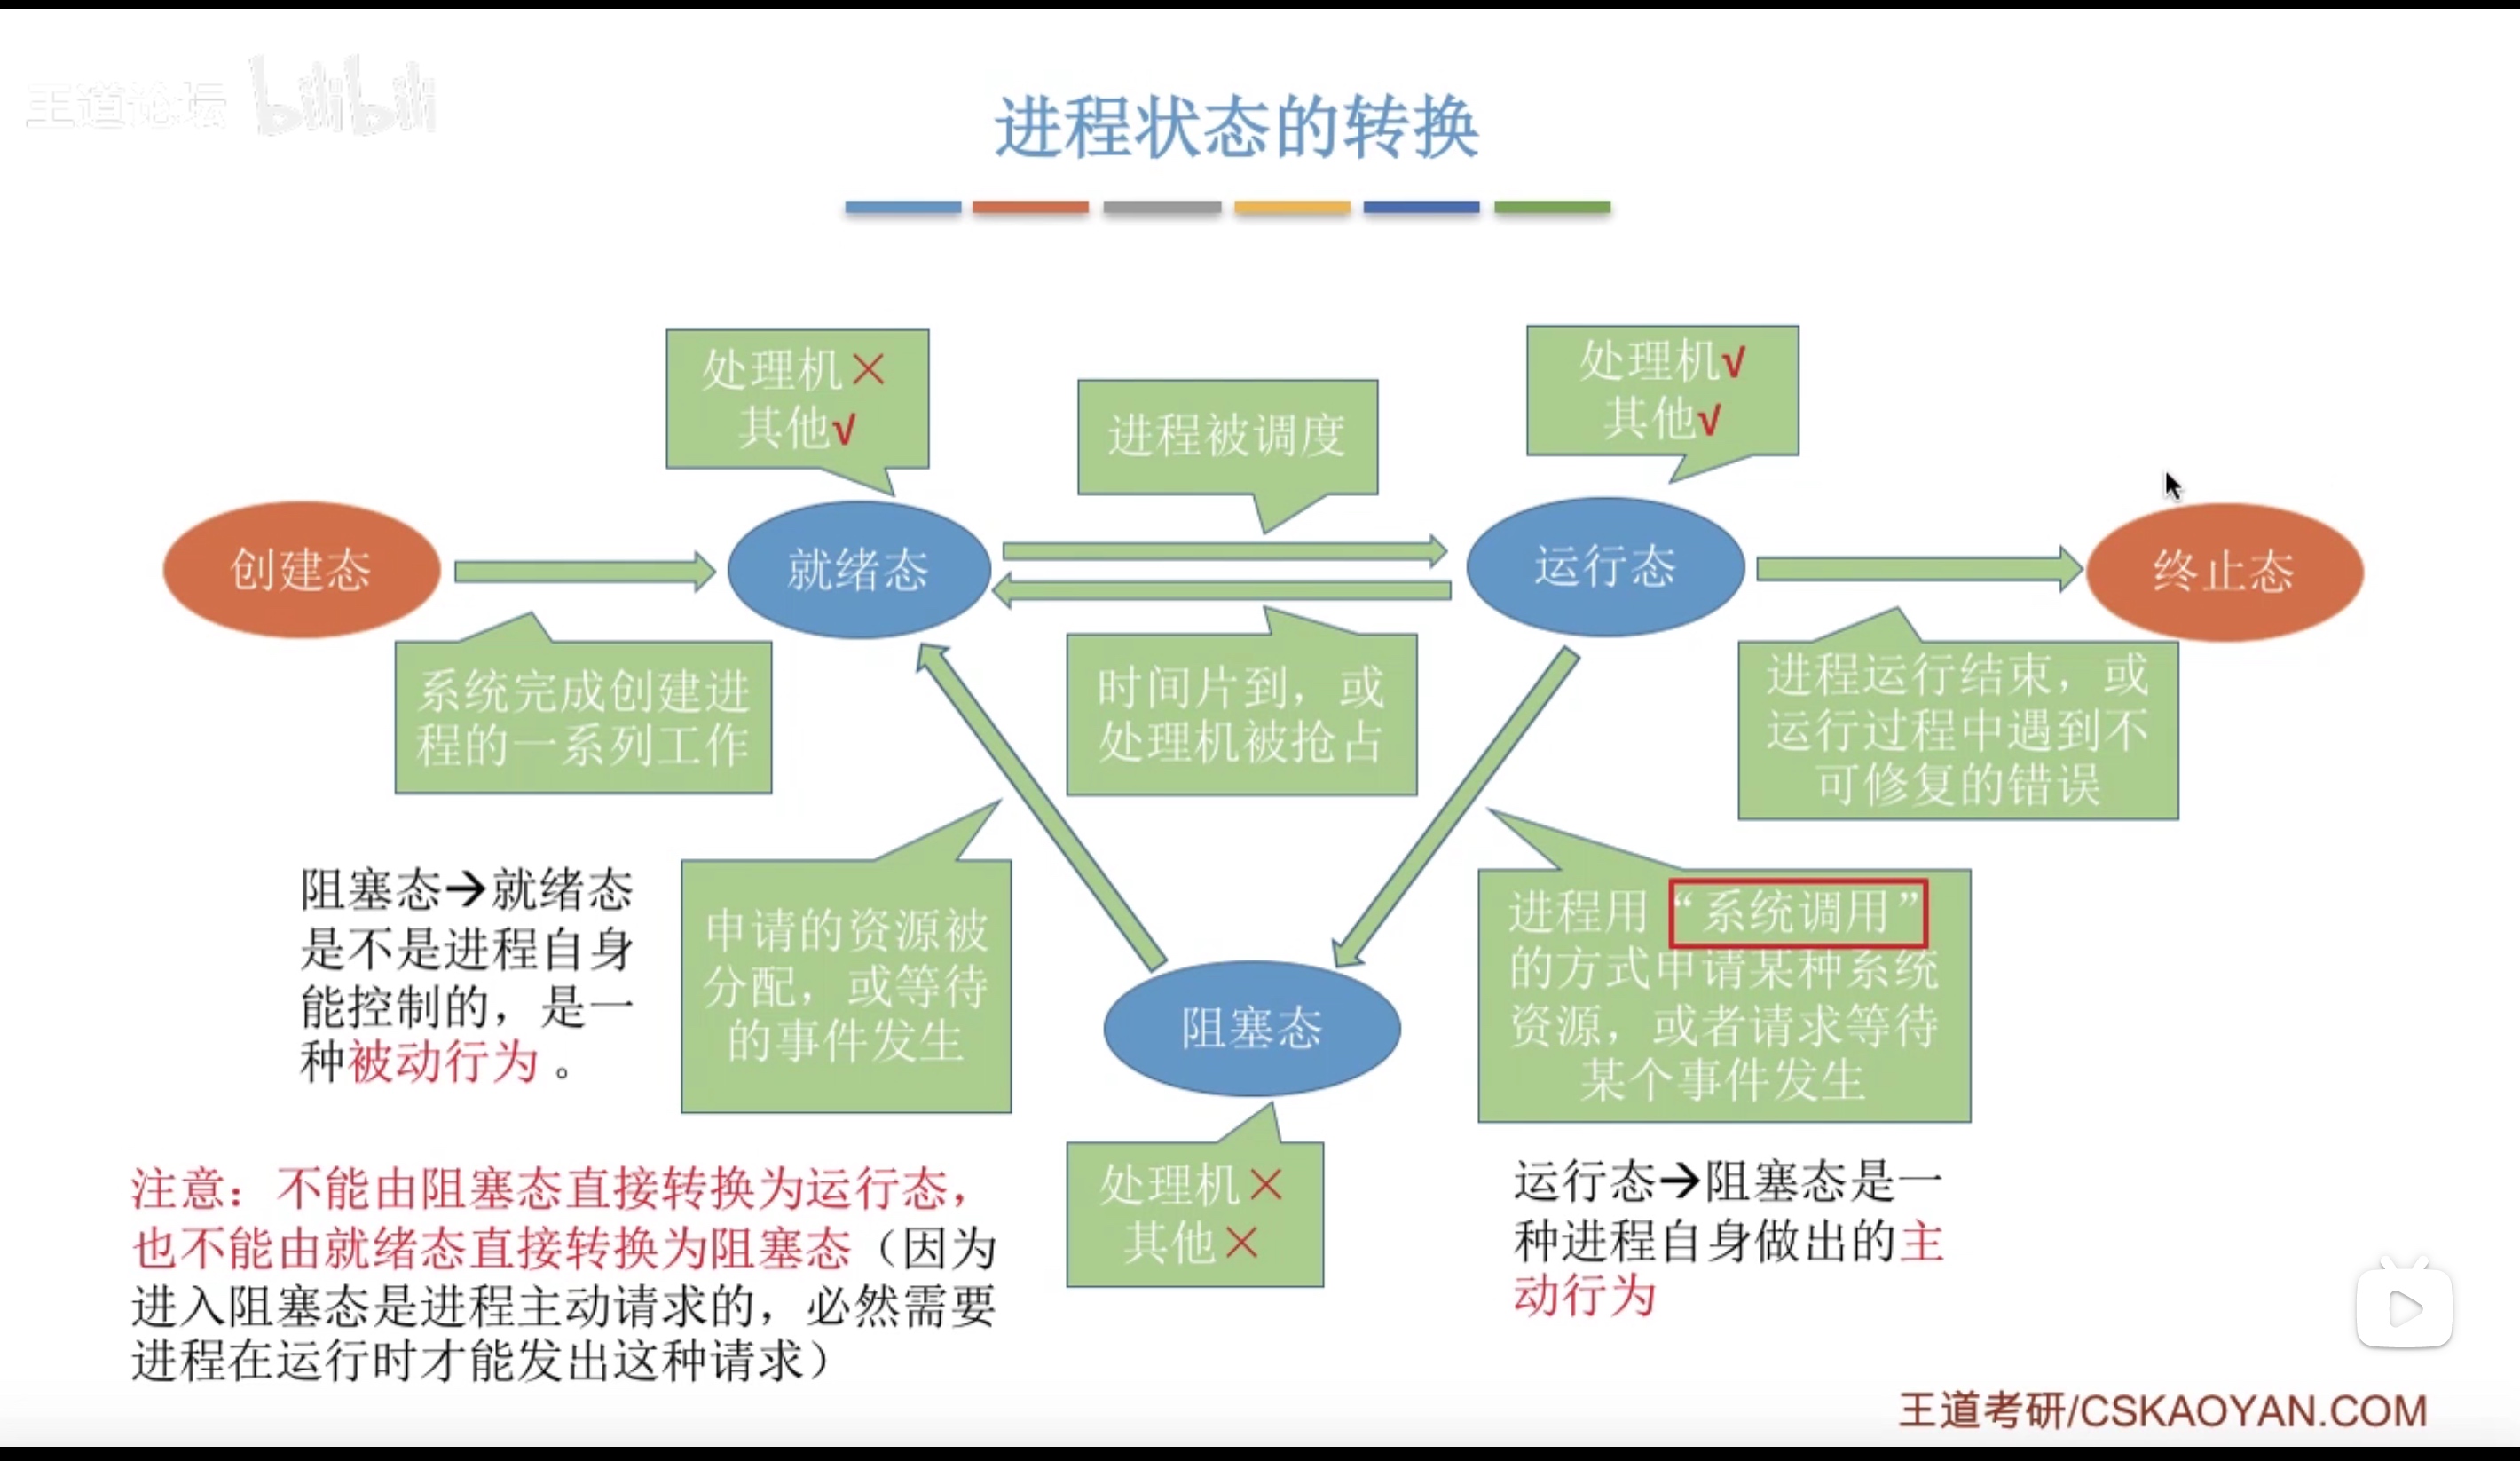 王道论坛 bilibili
进程状态的转换
处理机×
其他√
进程被调度
处理机√
其他√
创建态
就绪态
运行态
终止态
系统完成创建进
程的一系列工作
时间片到，或
处理机被抢占
进程运行结束，或
运行过程中遇到不
可修复的错误
阻塞态→就绪态
是不是进程自身
能控制的，是一
种被动行为。
申请的资源被
分配，或等待
的事件发生
进程用“系统调用”
的方式申请某种系统
资源，或者请求等待
某个事件发生
阻塞态
处理机×
其他×
注意：不能由阻塞态直接转换为运行态，
也不能由就绪态直接转换为阻塞态（因为
进入阻塞态是进程主动请求的，必然需要
进程在运行时才能发出这种请求）
运行态→阻塞态是一
种进程自身做出的主
动行为
王道考研/CSKAOYAN.COM